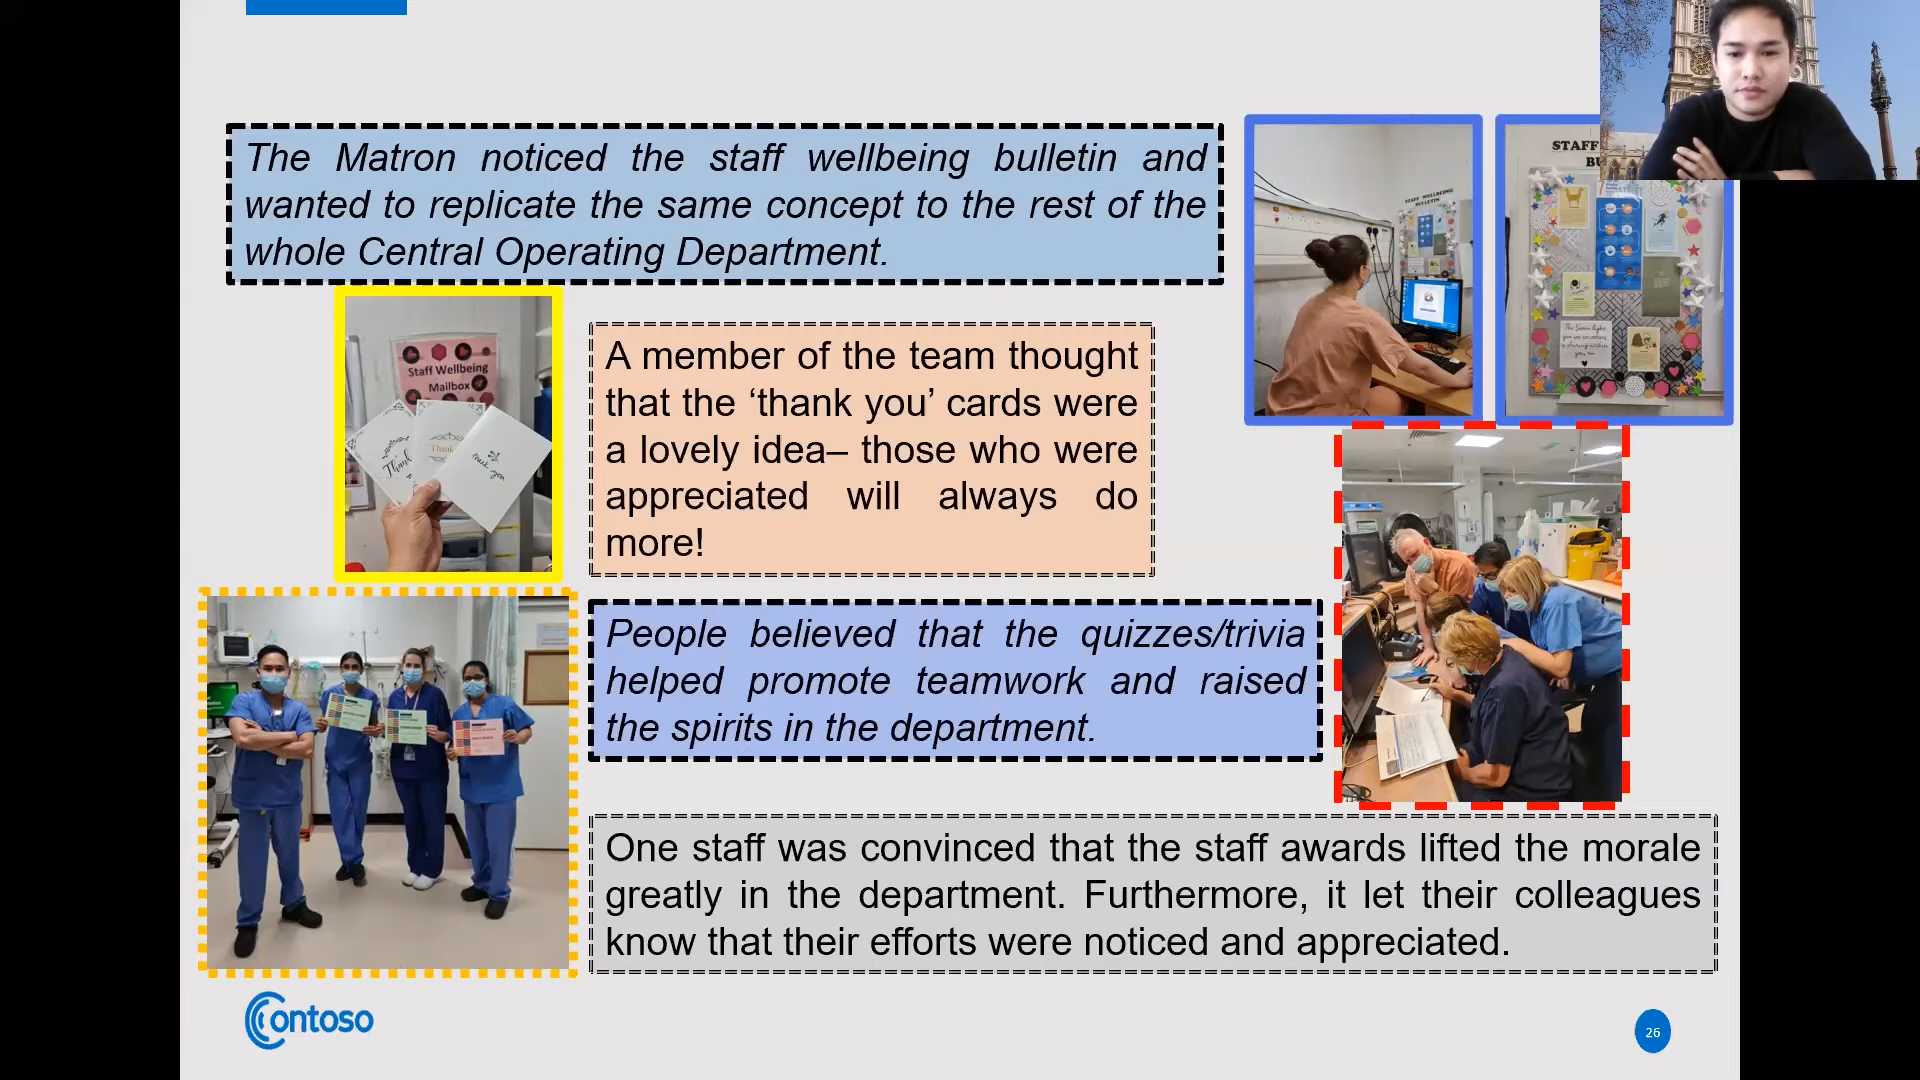 The Matron noticed the staff wellbeing bulletin and
wanted to replicate the same concept to the rest of the
whole Central Operating Department.
STAFF WELLBEING
BULLETIN
STAFF
BU
Staff Wellbeing
Mailbox
Thank
Thank
thank you
A member of the team thought
that the ‘thank you’ cards were
a lovely idea– those who were
appreciated will always do
more!
People believed that the quizzes/trivia
helped promote teamwork and raised
the spirits in the department.
One staff was convinced that the staff awards lifted the morale
greatly in the department. Furthermore, it let their colleagues
know that their efforts were noticed and appreciated.
Contoso
26